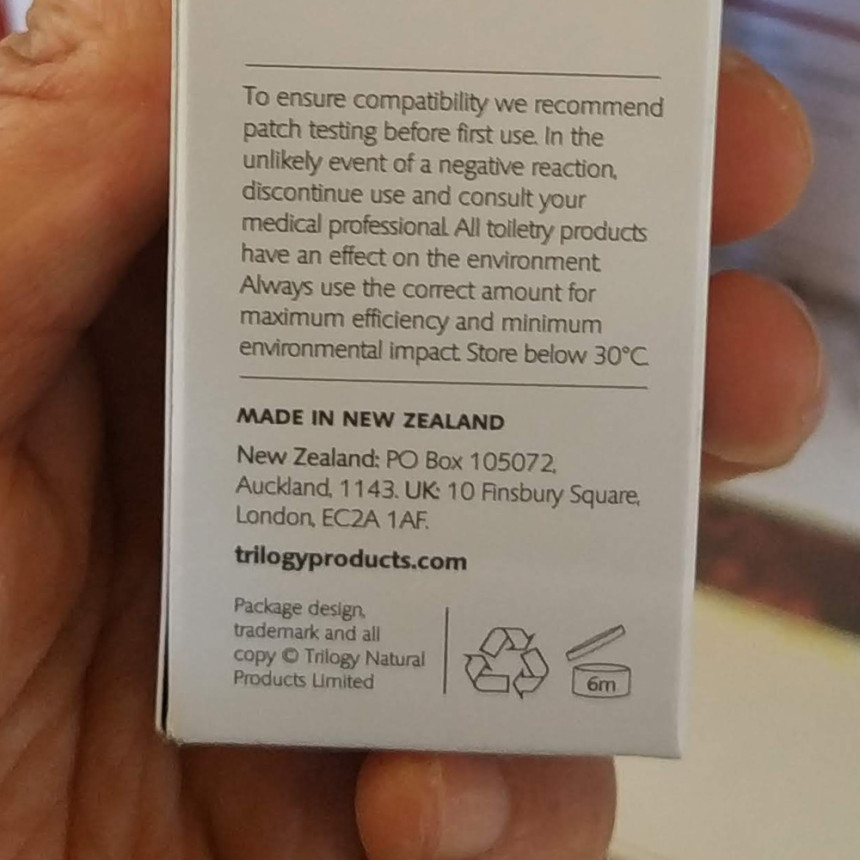 To ensure compatibility we recommend
patch testing before first use. In the
unlikely event of a negative reaction,
discontinue use and consult your
medical professional. All toiletry products
have an effect on the environment.
Always use the correct amount for
maximum efficiency and minimum
environmental impact. Store below 30°C.
MADE IN NEW ZEALAND
New Zealand: PO Box 105072,
Auckland, 1143. UK: 10 Finsbury Square,
London, EC2A 1AF.
trilogyproducts.com
Package design,
trademark and all
copy © Trilogy Natural
Products Limited
6m